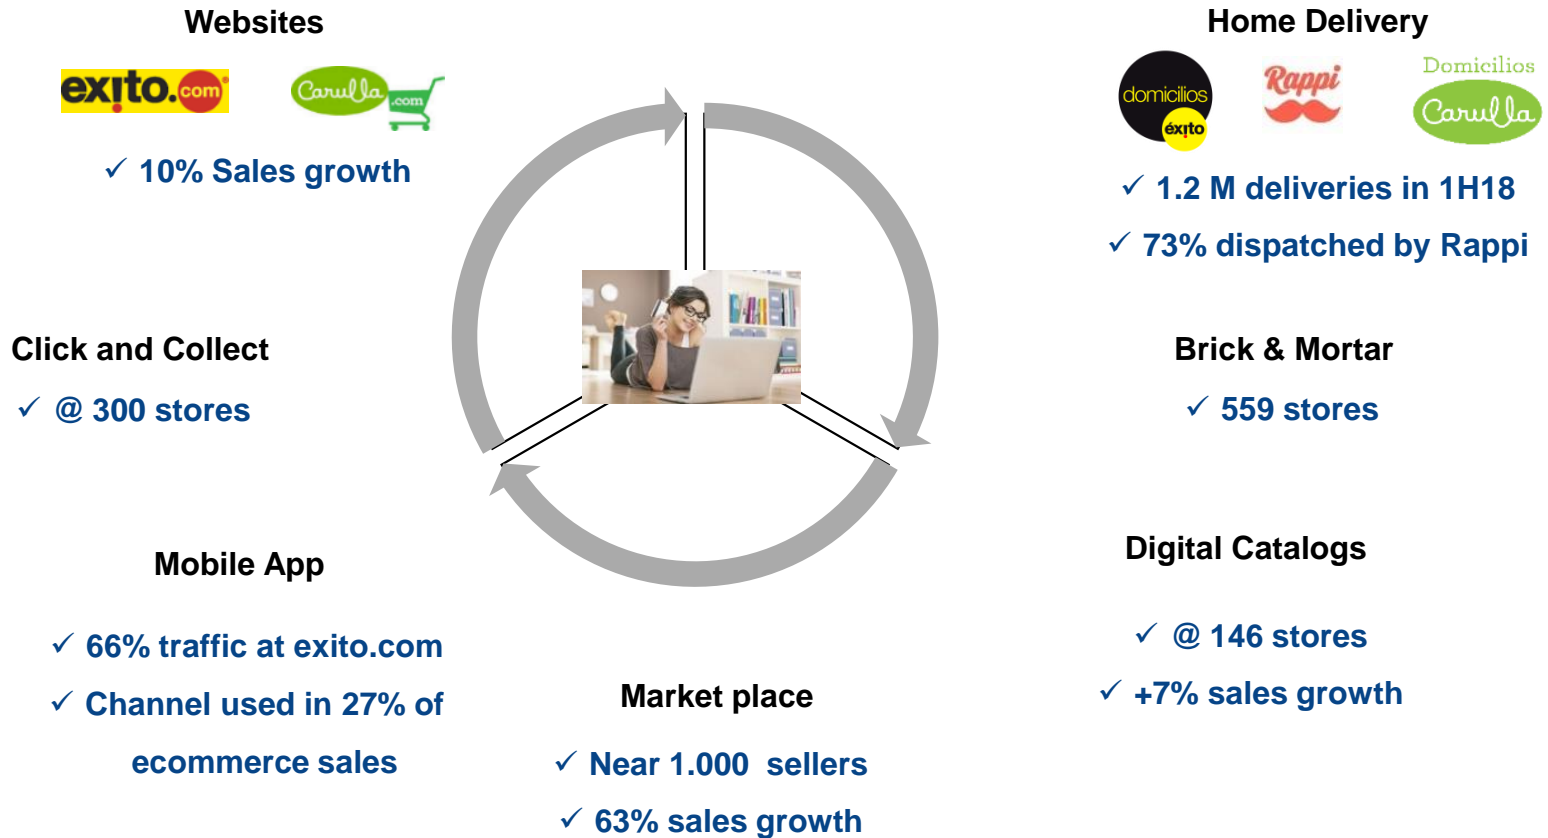 Websites
exito.com
Carulla .com
✓ 10% Sales growth
Home Delivery
domicilios
éxito
Rappi
Domicilios
Carulla
✓ 1.2 M deliveries in 1H18
✓ 73% dispatched by Rappi
Click and Collect
✓ @ 300 stores
Brick & Mortar
✓ 559 stores
Mobile App
✓ 66% traffic at exito.com
✓ Channel used in 27% of
ecommerce sales
Market place
✓ Near 1.000 sellers
✓ 63% sales growth
Digital Catalogs
✓ @ 146 stores
✓ +7% sales growth